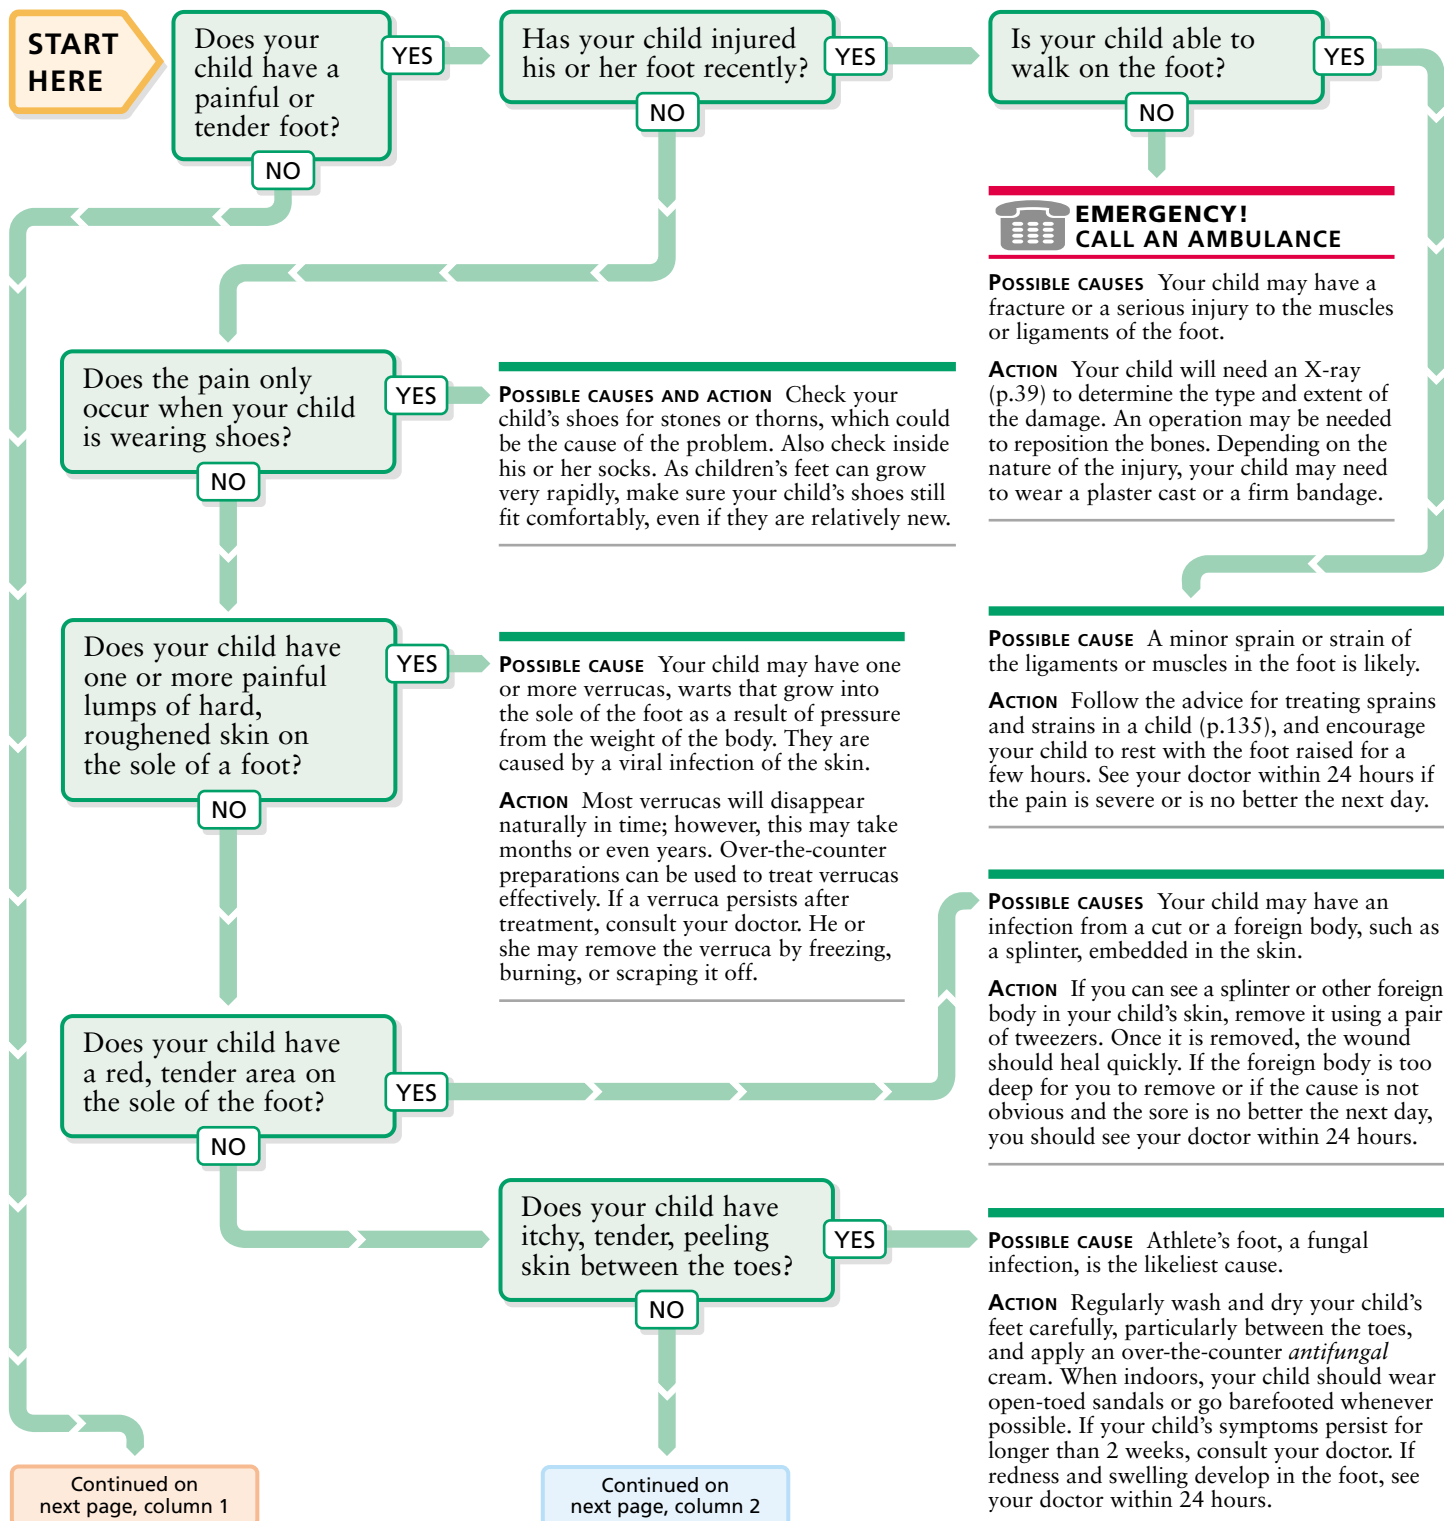 START
HERE
Does your
child have a
painful or
tender foot?
YES
NO
Has your child injured
his or her foot recently?
YES
NO
Is your child able to
walk on the foot?
YES
NO
EMERGENCY!
CALL AN AMBULANCE
POSSIBLE CAUSES Your child may have a
fracture or a serious injury to the muscles
or ligaments of the foot.
ACTION Your child will need an X-ray
(p.39) to determine the type and extent of
the damage. An operation may be needed
to reposition the bones. Depending on the
nature of the injury, your child may need
to wear a plaster cast or a firm bandage.
Does the pain only
occur when your child
is wearing shoes?
YES
NO
POSSIBLE CAUSES AND ACTION Check your
child’s shoes for stones or thorns, which could
be the cause of the problem. Also check inside
his or her socks. As children’s feet can grow
very rapidly, make sure your child’s shoes still
fit comfortably, even if they are relatively new.
POSSIBLE CAUSE A minor sprain or strain of
the ligaments or muscles in the foot is likely.
ACTION Follow the advice for treating sprains
and strains in a child (p.135), and encourage
your child to rest with the foot raised for a
few hours. See your doctor within 24 hours if
the pain is severe or is no better the next day.
Does your child have
one or more painful
lumps of hard,
roughened skin on
the sole of a foot?
YES
NO
POSSIBLE CAUSE Your child may have one
or more verrucas, warts that grow into
the sole of the foot as a result of pressure
from the weight of the body. They are
caused by a viral infection of the skin.
ACTION Most verrucas will disappear
naturally in time; however, this may take
months or even years. Over-the-counter
preparations can be used to treat verrucas
effectively. If a verruca persists after
treatment, consult your doctor. He or
she may remove the verruca by freezing,
burning, or scraping it off.
Does your child have
a red, tender area on
the sole of the foot?
YES
NO
POSSIBLE CAUSES Your child may have an
infection from a cut or a foreign body, such as
a splinter, embedded in the skin.
ACTION If you can see a splinter or other foreign
body in your child’s skin, remove it using a pair
of tweezers. Once it is removed, the wound
should heal quickly. If the foreign body is too
deep for you to remove or if the cause is not
obvious and the sore is no better the next day,
you should see your doctor within 24 hours.
Does your child have
itchy, tender, peeling
skin between the toes?
YES
NO
POSSIBLE CAUSE Athlete’s foot, a fungal
infection, is the likeliest cause.
ACTION Regularly wash and dry your child’s
feet carefully, particularly between the toes,
and apply an over-the-counter antifungal
cream. When indoors, your child should wear
open-toed sandals or go barefooted whenever
possible. If your child’s symptoms persist for
longer than 2 weeks, consult your doctor. If
redness and swelling develop in the foot, see
your doctor within 24 hours.
Continued on
next page, column 1
Continued on
next page, column 2